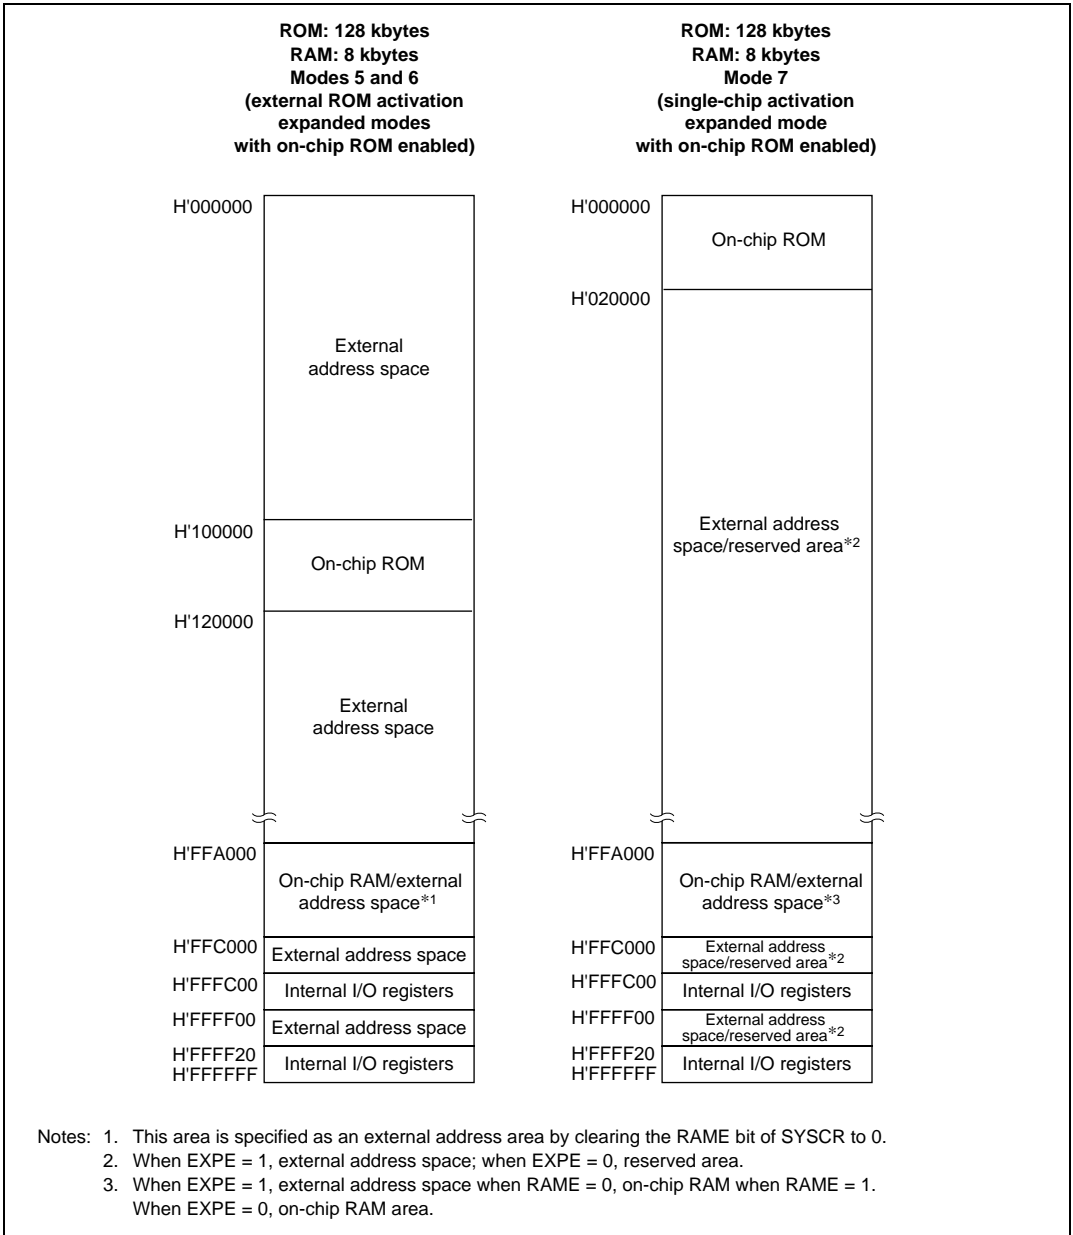 ROM: 128 kbytes
RAM: 8 kbytes
Modes 5 and 6
(external ROM activation
expanded modes
with on-chip ROM enabled)
H'000000
External
address space
H'100000
On-chip ROM
H'120000
External
address space
H'FFA000
On-chip RAM/external
address space*1
H'FFC000
External address space
H'FFFC00
Internal I/O registers
H'FFFF00
External address space
H'FFFF20
Internal I/O registers
H'FFFFFF
ROM: 128 kbytes
RAM: 8 kbytes
Mode 7
(single-chip activation
expanded mode
with on-chip ROM enabled)
H'000000
On-chip ROM
H'020000
External address
space/reserved area*2
H'FFA000
On-chip RAM/external
address space*3
H'FFC000
External address
space/reserved area*2
H'FFFC00
Internal I/O registers
H'FFFF00
External address
space/reserved area*2
H'FFFF20
Internal I/O registers
H'FFFFFF
Notes: 1. This area is specified as an external address area by clearing the RAME bit of SYSCR to 0.
2. When EXPE = 1, external address space; when EXPE = 0, reserved area.
3. When EXPE = 1, external address space when RAME = 0, on-chip RAM when RAME = 1.
When EXPE = 0, on-chip RAM area.